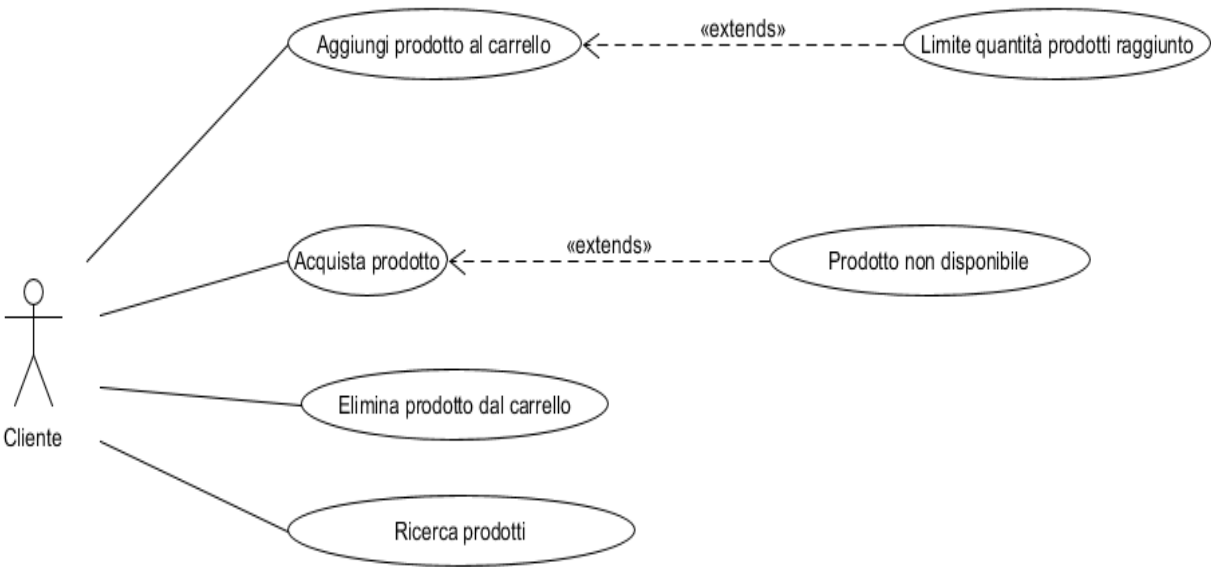 Aggiungi prodotto al carrello
«extends»
Limite quantità prodotti raggiunto
Acquista prodotto
«extends»
Prodotto non disponibile
Elimina prodotto dal carrello
Cliente
Ricerca prodotti